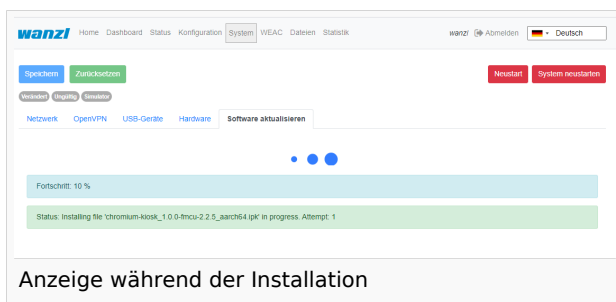 wanzl Home Dashboard Status Konfiguration System WEAC Dateien Statistik wanzl Abmelden Deutsch
Speichern Zurücksetzen Neustart System neustarten
Verändert Ungültig Simulator
Netzwerk OpenVPN USB-Geräte Hardware Software aktualisieren
Fortschritt: 10 %
Status: Installing file 'chromium-kiosk_1.0.0-fmcu-2.2.5_aarch64.ipk' in progress. Attempt: 1
Anzeige während der Installation